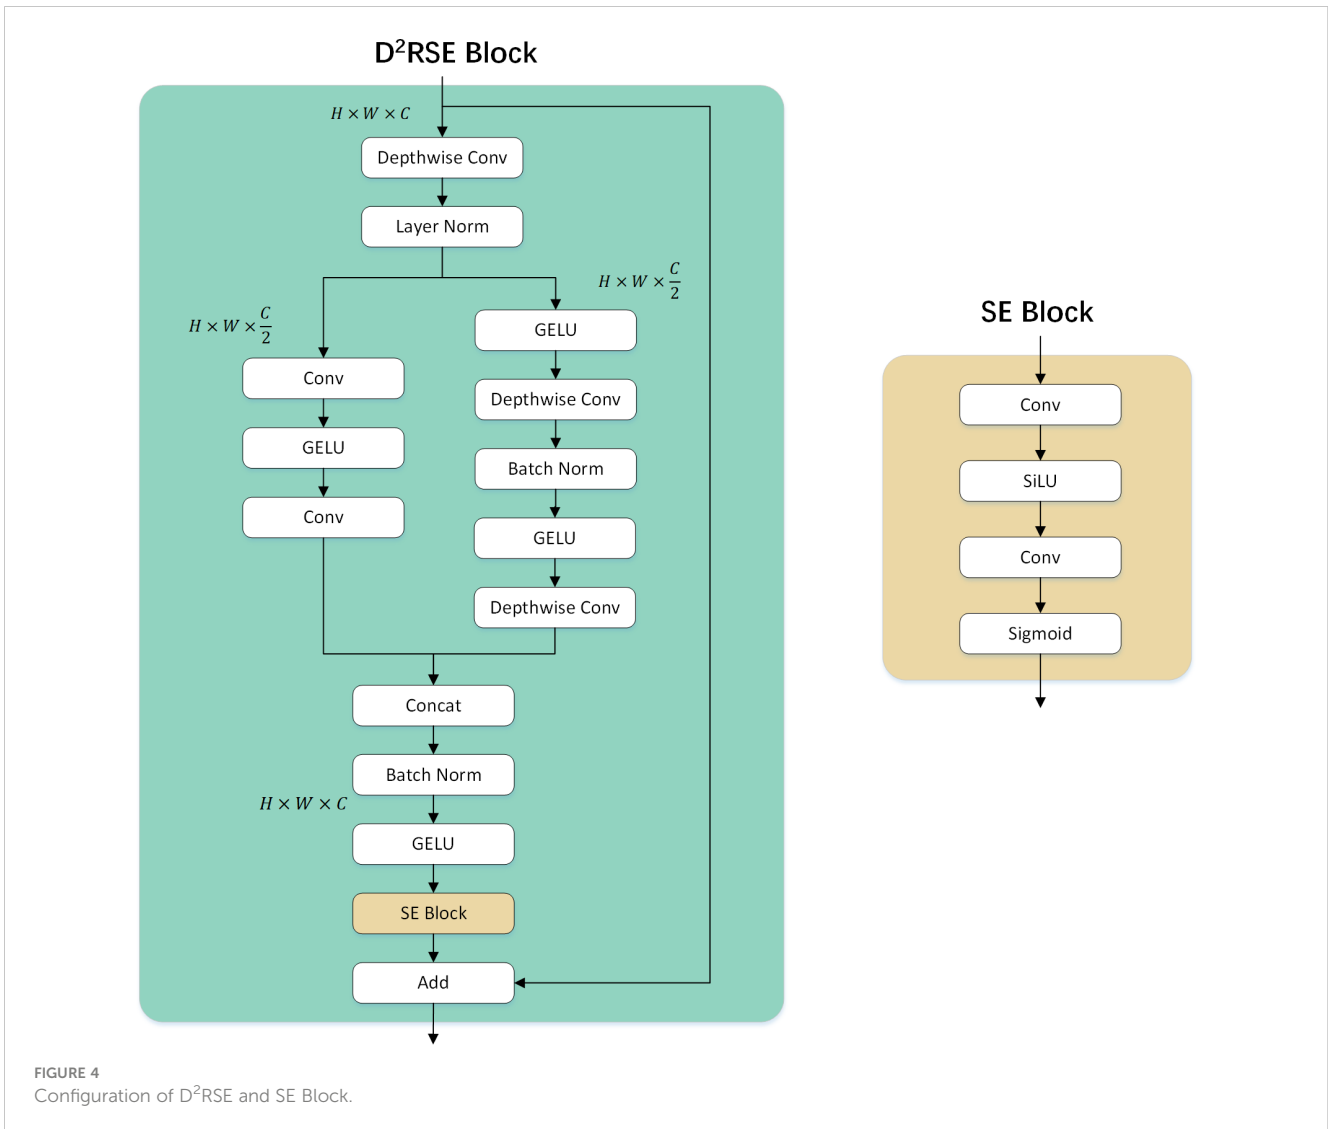 D²RSE Block
H × W × C
Depthwise Conv
Layer Norm
H × W × C/2
H × W × C/2
Conv
GELU
Conv
GELU
Depthwise Conv
Batch Norm
GELU
Depthwise Conv
Concat
Batch Norm
H × W × C
GELU
SE Block
Add
SE Block
Conv
SiLU
Conv
Sigmoid
FIGURE 4
Configuration of D²RSE and SE Block.